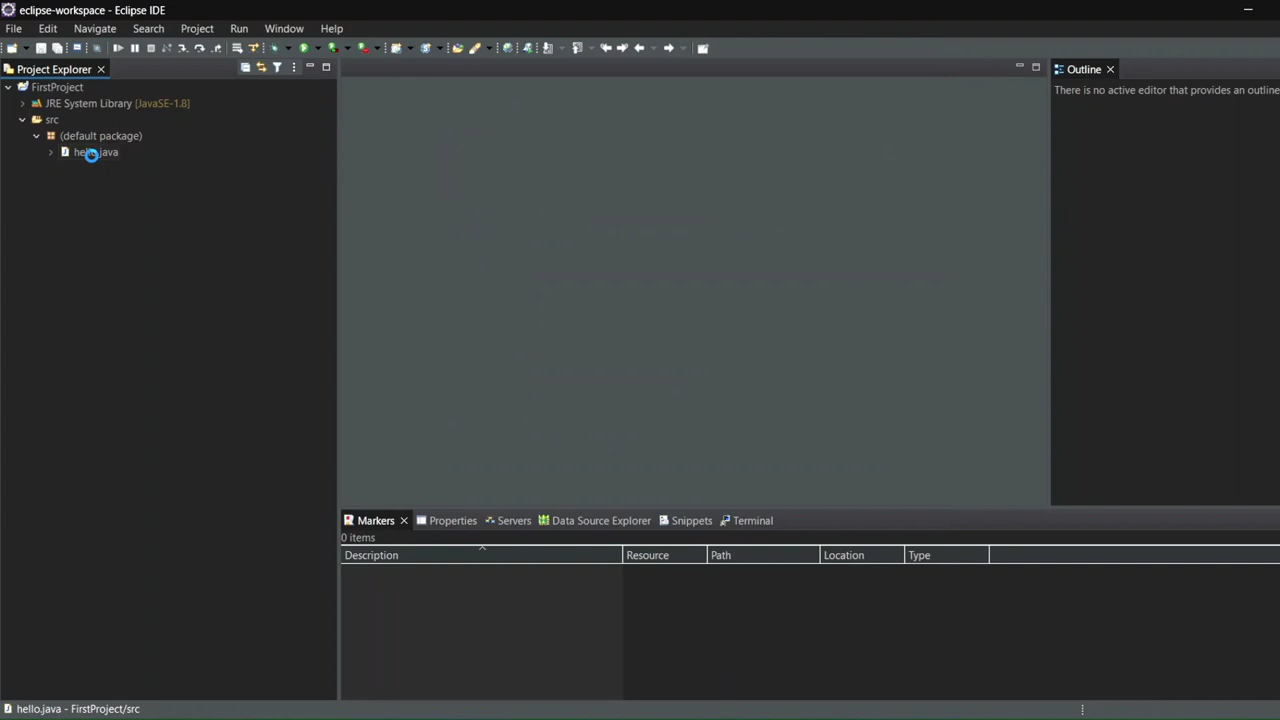 eclipse-workspace - Eclipse IDE
File Edit Navigate Search Project Run Window Help
Project Explorer
Outline
FirstProject
There is no active editor that provides an outline
JRE System Library [JavaSE-1.8]
src
(default package)
hello.java
Markers Properties Servers Data Source Explorer Snippets Terminal
0 items
Description Resource Path Location Type
hello.java - FirstProject/src